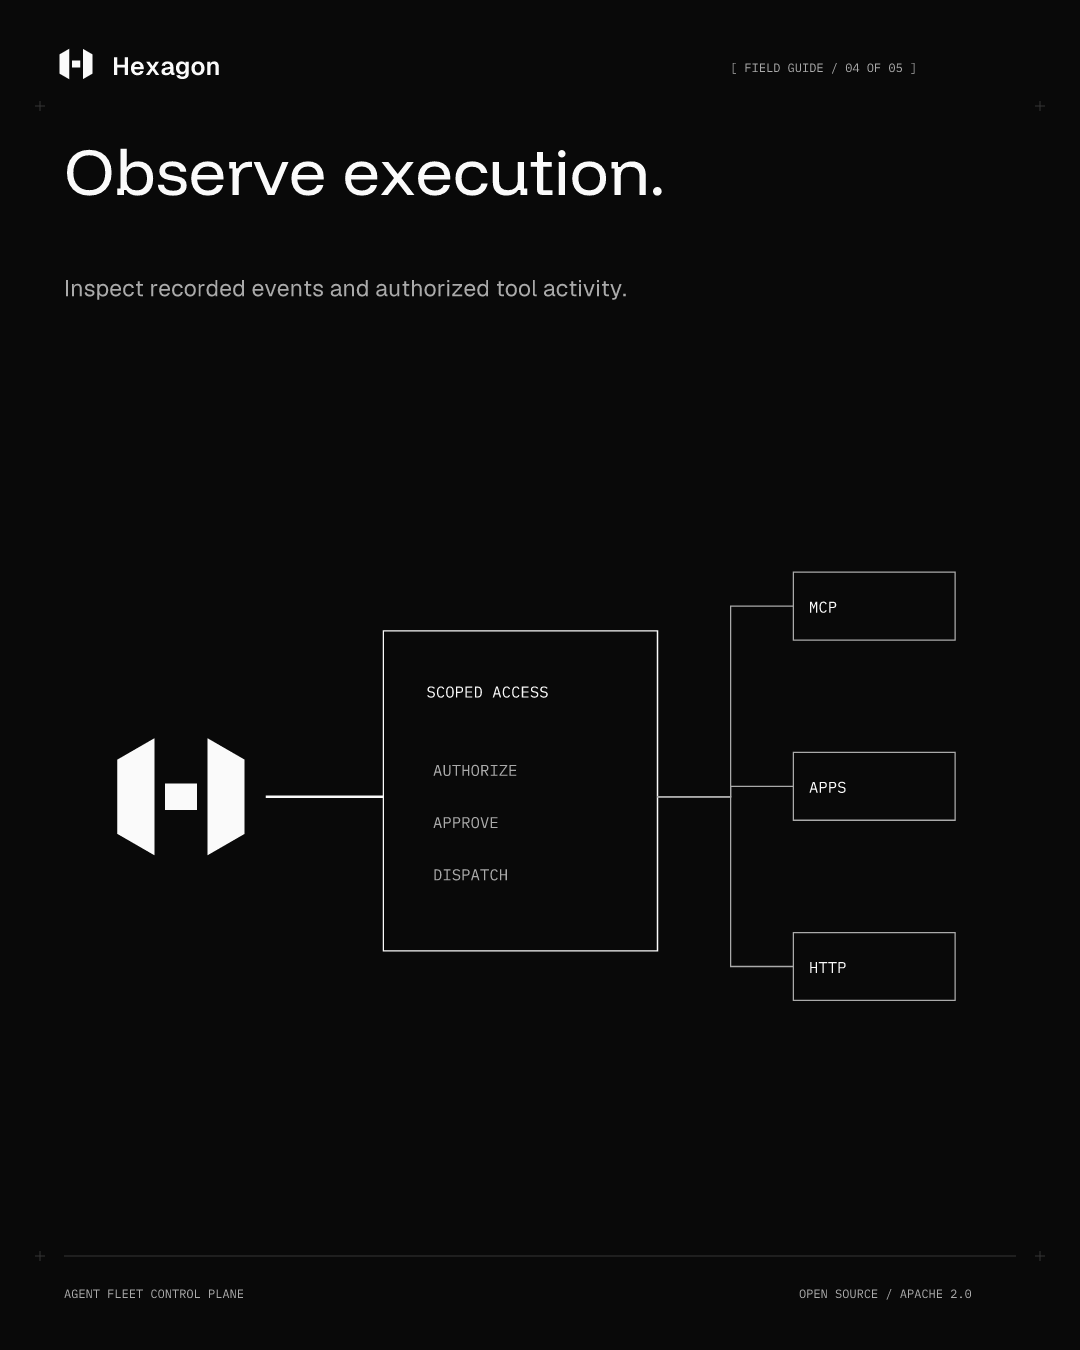 Hexagon
[ FIELD GUIDE / 04 OF 05 ]
Observe execution.
Inspect recorded events and authorized tool activity.
SCOPED ACCESS
AUTHORIZE
APPROVE
DISPATCH
MCP
APPS
HTTP
AGENT FLEET CONTROL PLANE
OPEN SOURCE / APACHE 2.0